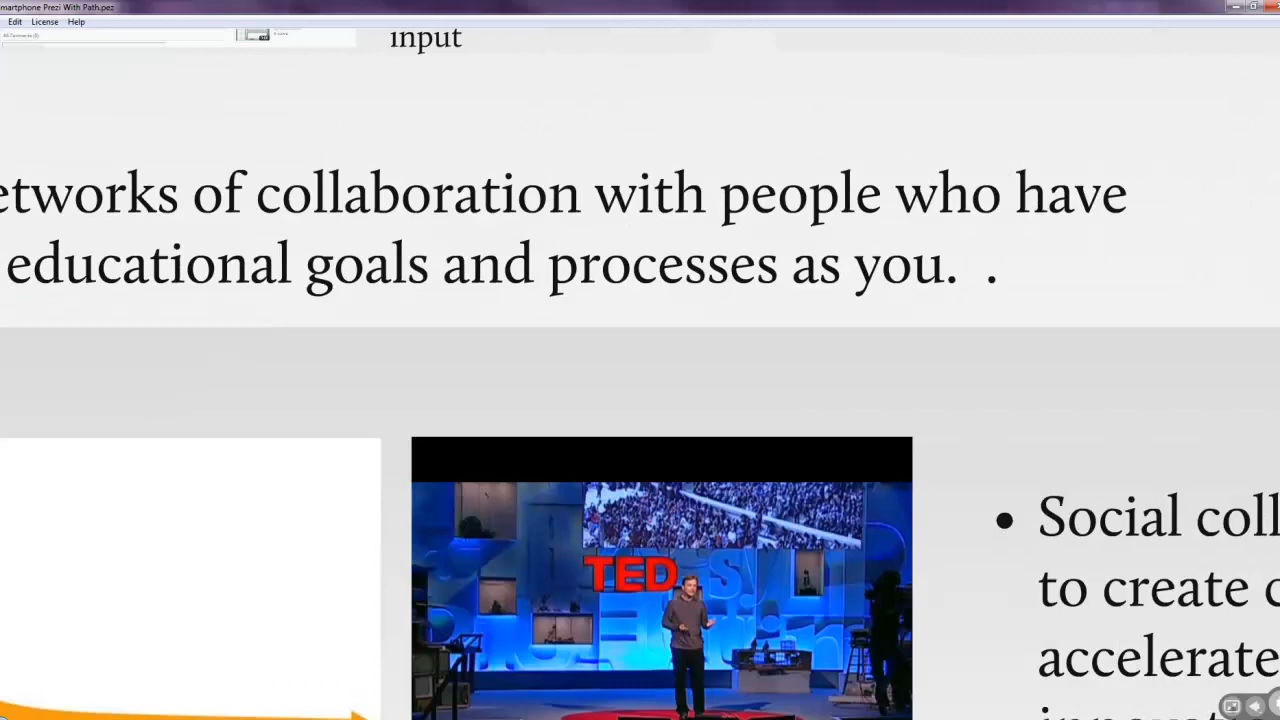 martphone Prezi With Path.pez
Edit License Help
input
etworks of collaboration with people who have
educational goals and processes as you. .
TED
Social coll
to create c
accelerate